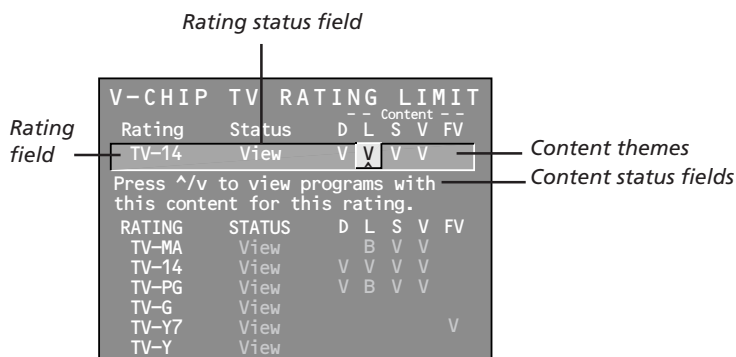 Rating status field
V-CHIP TV RATING LIMIT
-- Content --
Rating Status D L S V FV
Rating field
TV-14 View V V V V
Content themes
Press ^/v to view programs with
Content status fields
this content for this rating.
RATING STATUS D L S V FV
TV-MA View B V V
TV-14 View V V V V
TV-PG View V B V V
TV-G View
TV-Y7 View V
TV-Y View